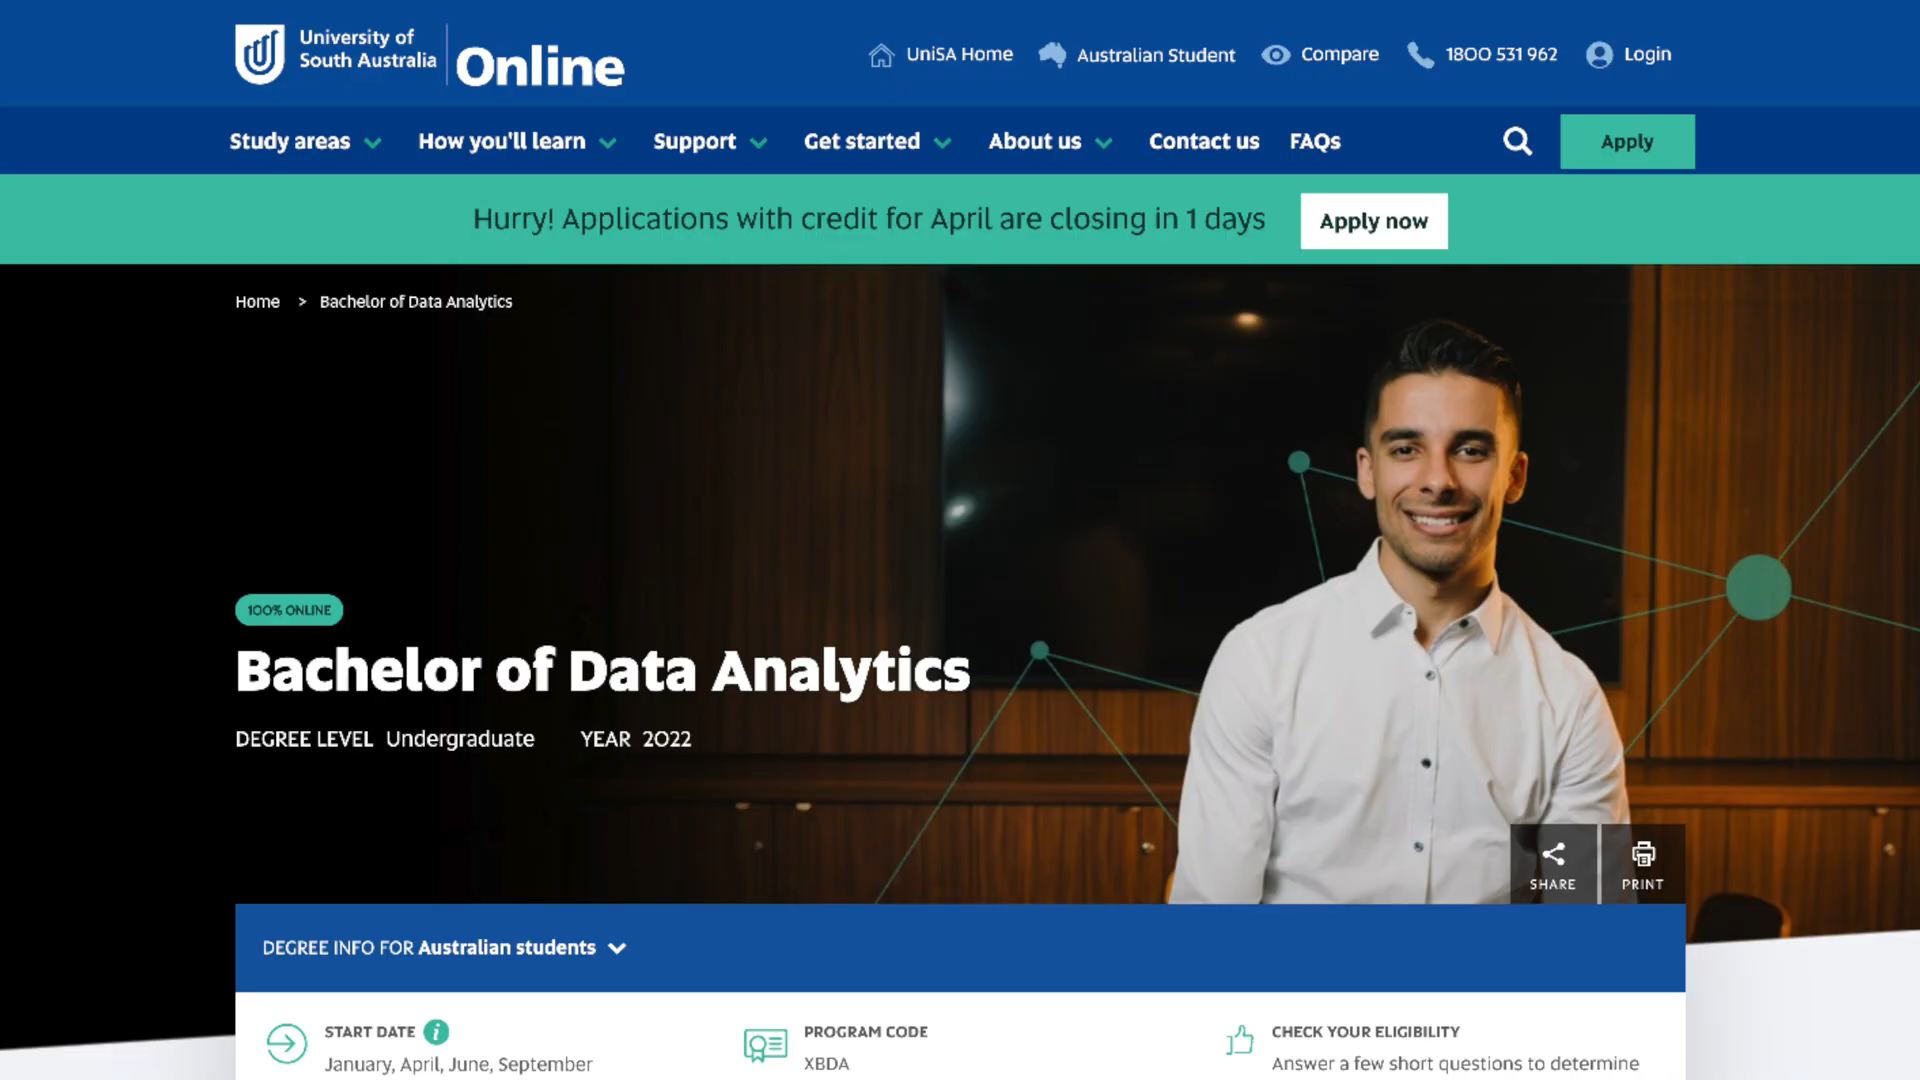 University of
South Australia
Online
UniSA Home
Australian Student
Compare
1800 531 962
Login
Study areas
How you'll learn
Support
Get started
About us
Contact us
FAQs
Apply
Hurry! Applications with credit for April are closing in 1 days
Apply now
Home > Bachelor of Data Analytics
100% ONLINE
Bachelor of Data Analytics
DEGREE LEVEL Undergraduate YEAR 2022
SHARE
PRINT
DEGREE INFO FOR Australian students
START DATE i
January, April, June, September
PROGRAM CODE
XBDA
CHECK YOUR ELIGIBILITY
Answer a few short questions to determine